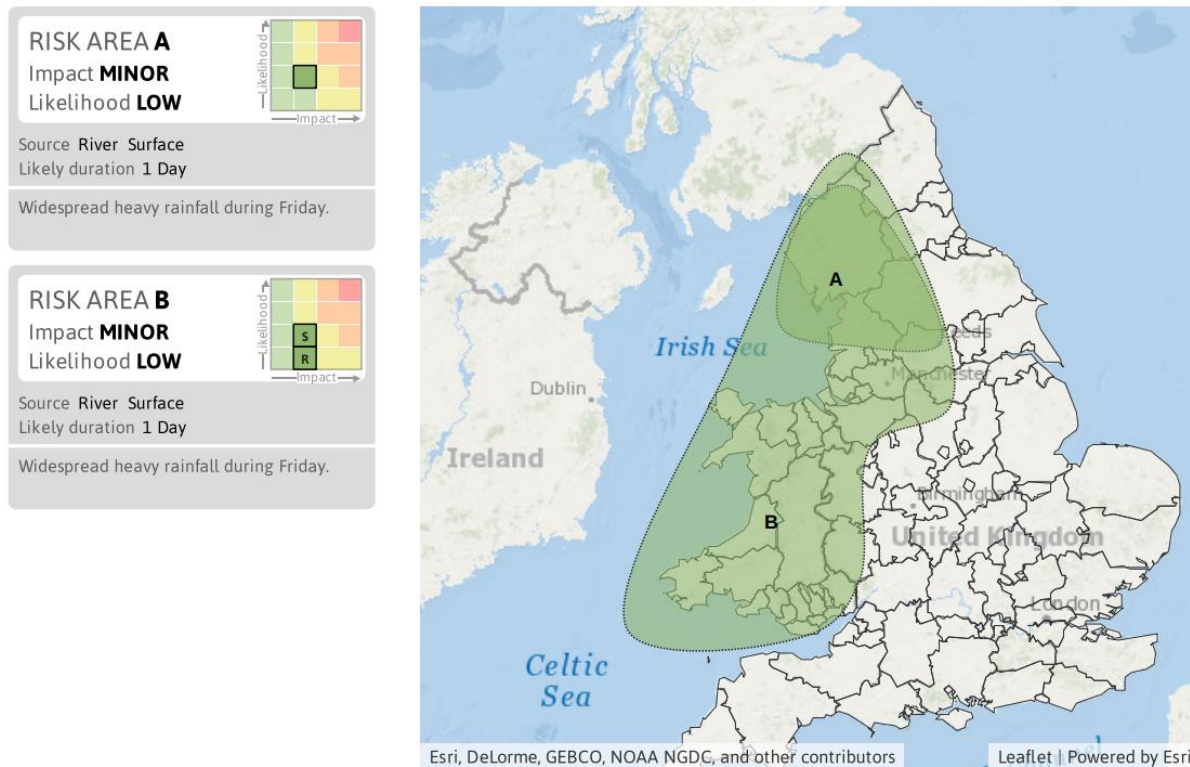 RISK AREA A
Impact MINOR
Likelihood LOW
Likelihood
Impact
Source River Surface
Likely duration 1 Day
Widespread heavy rainfall during Friday.
RISK AREA B
Impact MINOR
Likelihood LOW
Likelihood
S
R
Impact
Source River Surface
Likely duration 1 Day
Widespread heavy rainfall during Friday.
A
Leeds
Irish Sea
Manchester
Dublin
Ireland
Birmingham
B
United Kingdom
London
Celtic
Sea
Esri, DeLorme, GEBCO, NOAA NGDC, and other contributors
Leaflet | Powered by Esri